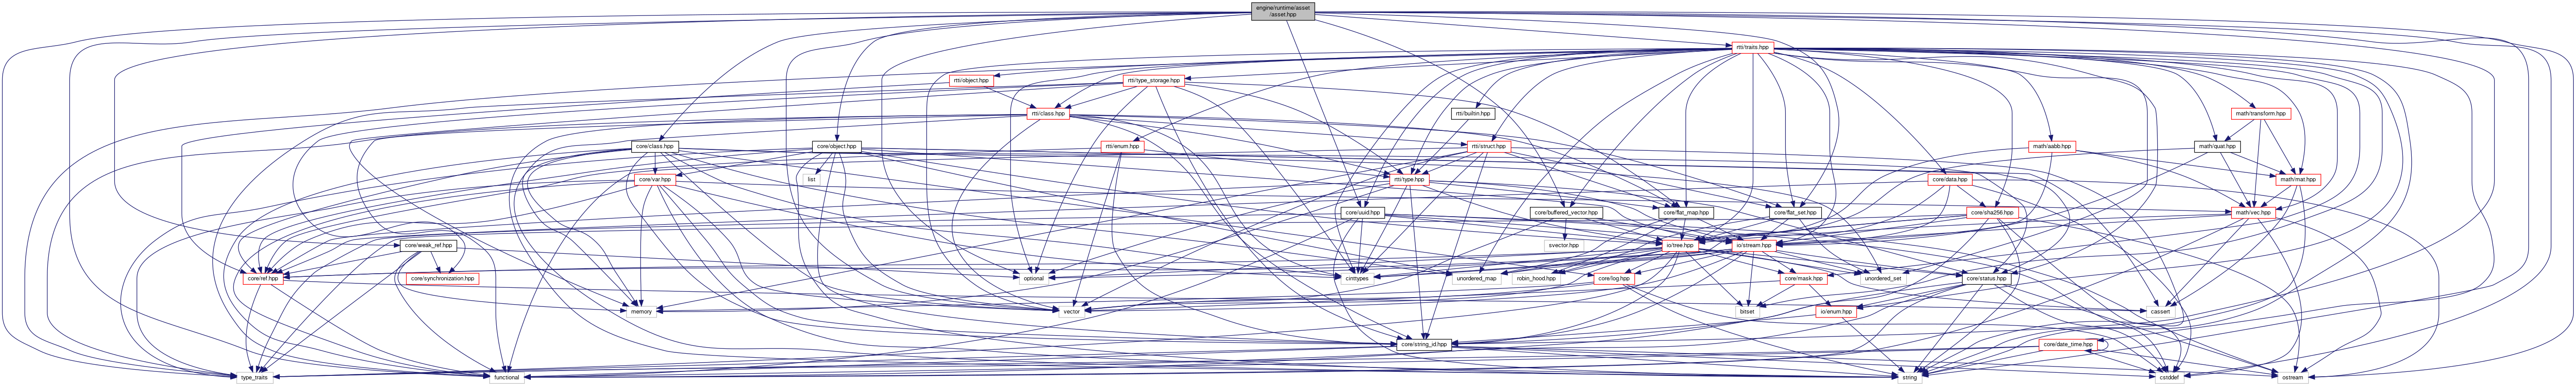 engine/runtime/asset
/asset.hpp
rtti/traits.hpp
rtti/object.hpp
rtti/type_storage.hpp
rtti/class.hpp
rtti/builtin.hpp
math/transform.hpp
core/class.hpp
core/object.hpp
rtti/enum.hpp
rtti/struct.hpp
math/aabb.hpp
math/quat.hpp
core/var.hpp
list
rtti/type.hpp
core/data.hpp
math/mat.hpp
core/uuid.hpp
core/buffered_vector.hpp
core/flat_map.hpp
core/flat_set.hpp
core/sha256.hpp
math/vec.hpp
core/weak_ref.hpp
svector.hpp
io/tree.hpp
io/stream.hpp
core/ref.hpp
core/synchronization.hpp
optional
cinttypes
unordered_map
robin_hood.hpp
core/log.hpp
core/mask.hpp
unordered_set
core/status.hpp
memory
vector
bitset
io/enum.hpp
cassert
core/string_id.hpp
core/date_time.hpp
type_traits
functional
string
cstddef
ostream